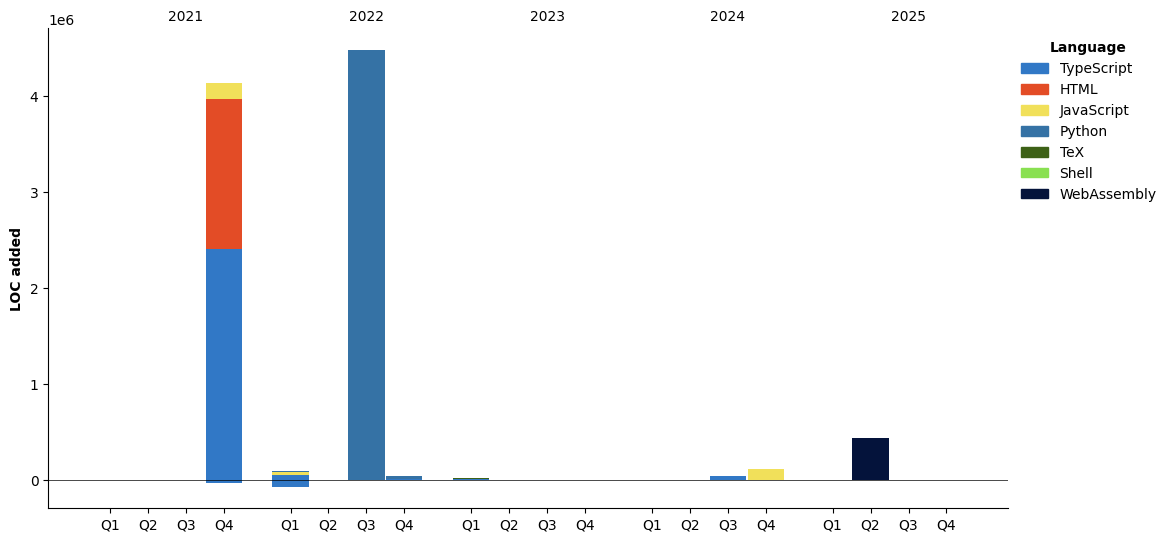 1e6
2021 2022 2023 2024 2025
Language
TypeScript
HTML
JavaScript
Python
TeX
Shell
WebAssembly
LOC added
4
3
2
1
0
Q1 Q2 Q3 Q4 Q1 Q2 Q3 Q4 Q1 Q2 Q3 Q4 Q1 Q2 Q3 Q4 Q1 Q2 Q3 Q4